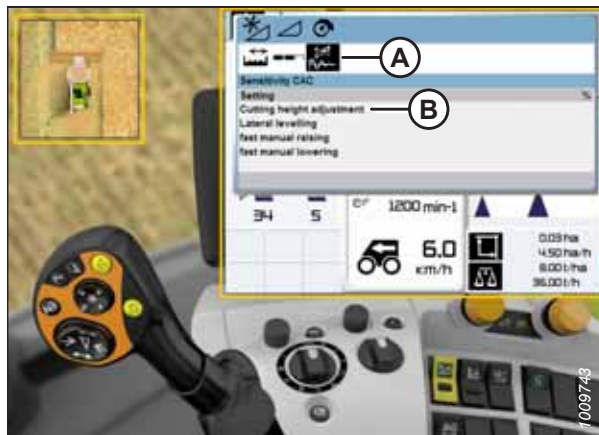 A
B
Sensitivity CAC
Setting %
Cutting height adjustment
Lateral levelling
fast manual raising
fast manual lowering
34 5
1200 min-1
6.0
km/h
0.03 ha
4.50 ha/h
8.00 t/ha
36.00 t/h
1009743